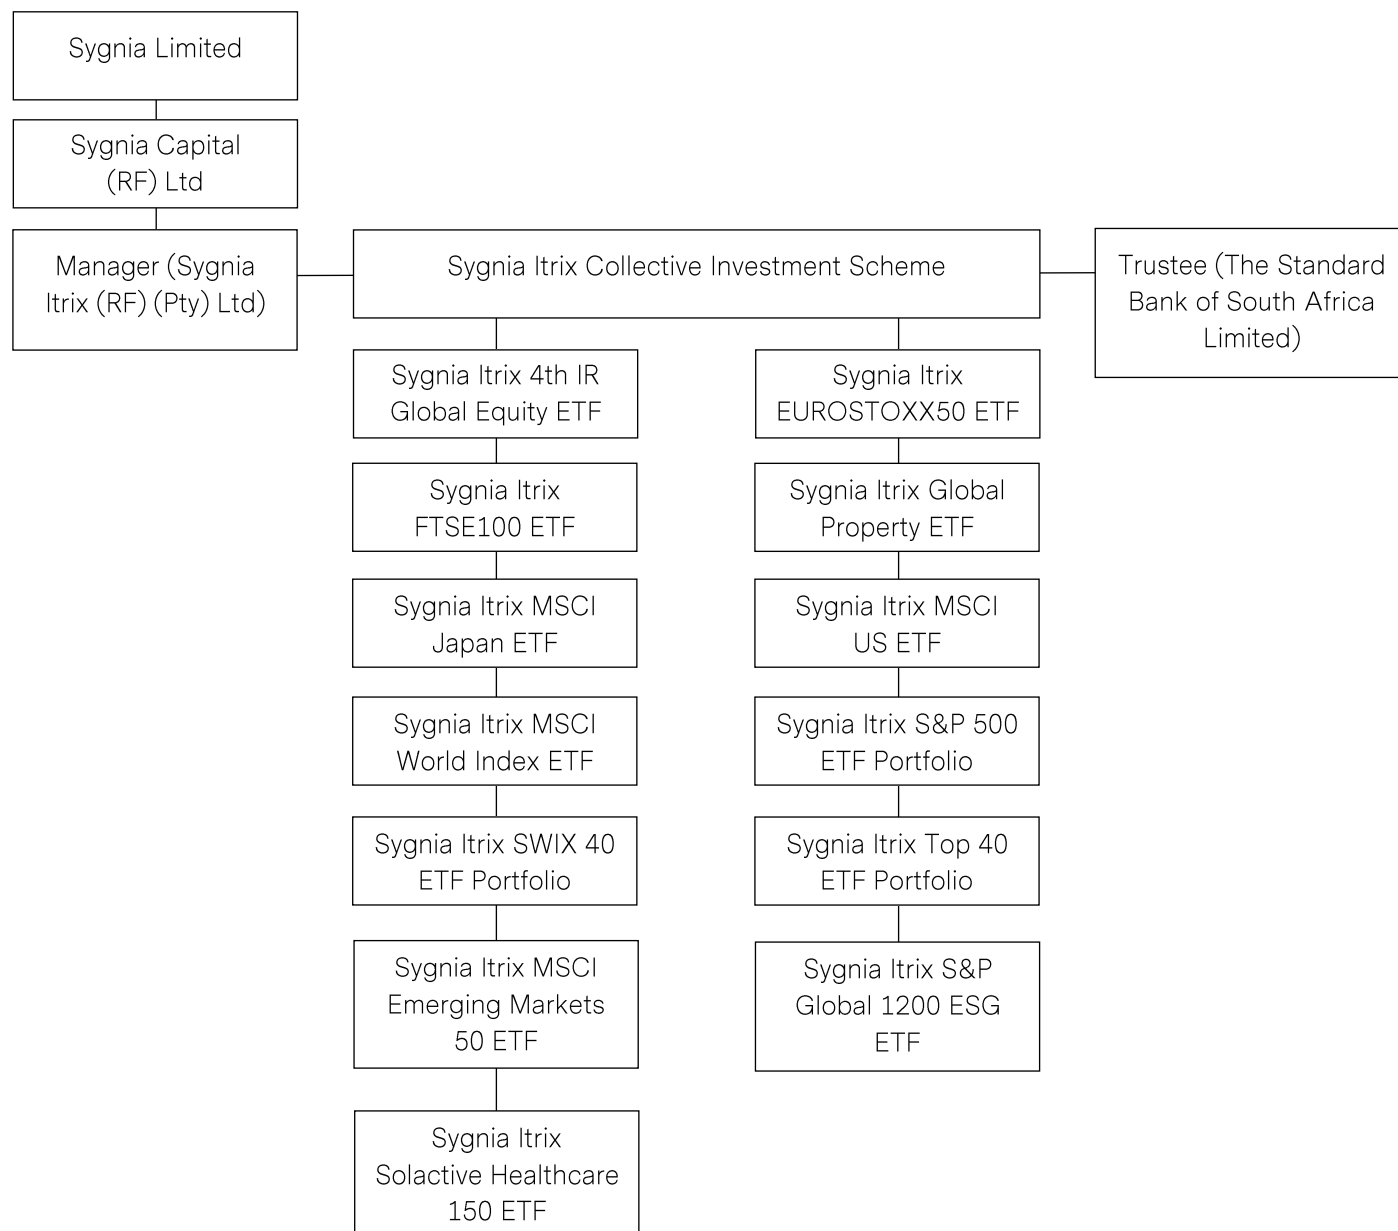 Sygnia Limited
Sygnia Capital
(RF) Ltd
Manager (Sygnia
Itrix (RF) (Pty) Ltd)
Sygnia Itrix Collective Investment Scheme
Trustee (The Standard
Bank of South Africa
Limited)
Sygnia Itrix 4th IR
Global Equity ETF
Sygnia Itrix
EUROSTOXX50 ETF
Sygnia Itrix
FTSE100 ETF
Sygnia Itrix Global
Property ETF
Sygnia Itrix MSCI
Japan ETF
Sygnia Itrix MSCI
US ETF
Sygnia Itrix MSCI
World Index ETF
Sygnia Itrix S&P 500
ETF Portfolio
Sygnia Itrix SWIX 40
ETF Portfolio
Sygnia Itrix Top 40
ETF Portfolio
Sygnia Itrix MSCI
Emerging Markets
50 ETF
Sygnia Itrix S&P
Global 1200 ESG
ETF
Sygnia Itrix
Solactive Healthcare
150 ETF